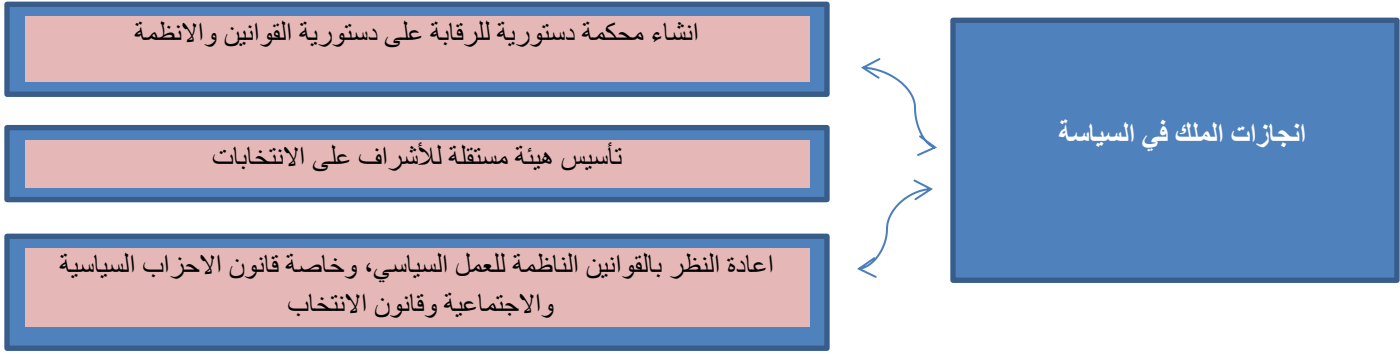 انجازات الملك في السياسة
انشاء محكمة دستورية للرقابة على دستورية القوانين والانظمة
تأسيس هيئة مستقلة للأشراف على الانتخابات
اعادة النظر بالقوانين الناظمة للعمل السياسي، وخاصة قانون الاحزاب السياسية
والاجتماعية وقانون الانتخاب